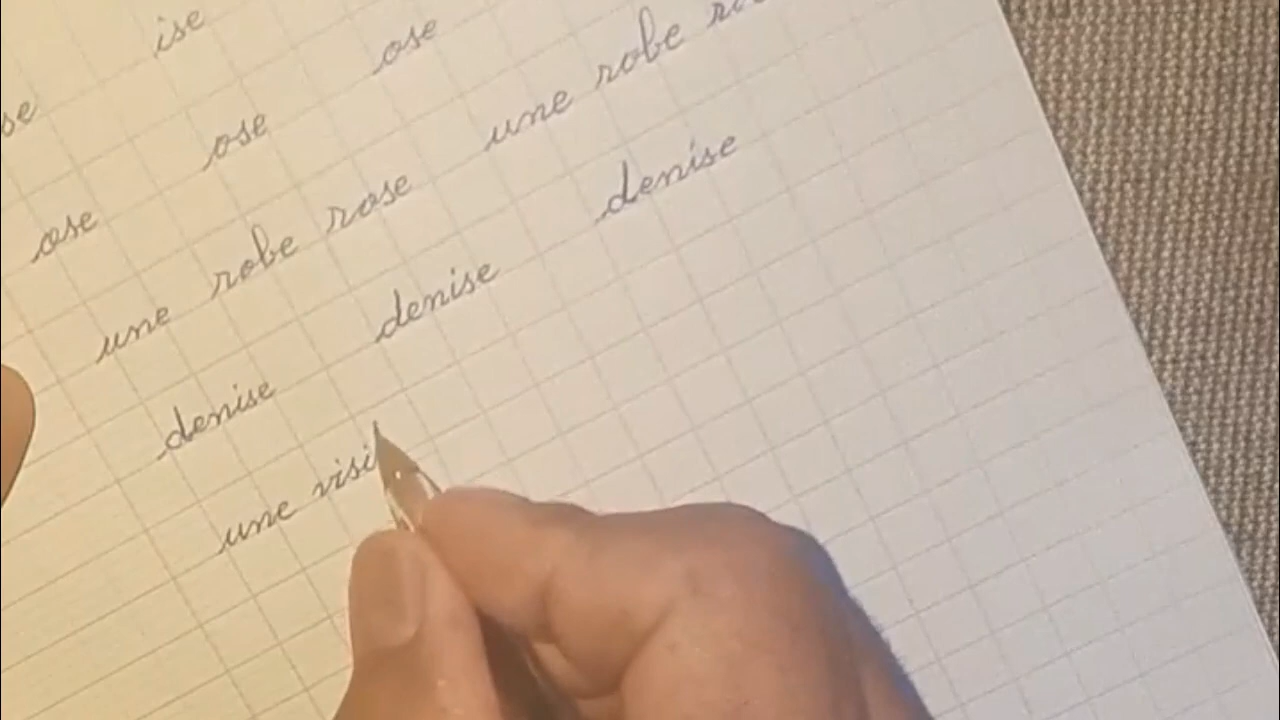 se ise
ose ose ose
une robe rose une robe
denise denise denise
une visi